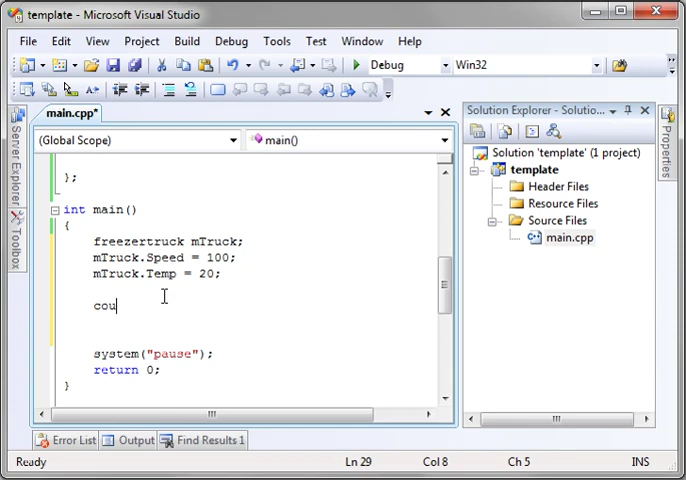 template - Microsoft Visual Studio
File Edit View Project Build Debug Tools Test Window Help
Debug Win32
main.cpp*
Solution Explorer - Solutio...
(Global Scope) main()
Solution 'template' (1 project)
template
Header Files
Resource Files
Source Files
main.cpp
Server Explorer
Toolbox
Properties
};
int main()
{
freezertruck mTruck;
mTruck.Speed = 100;
mTruck.Temp = 20;
cou
system("pause");
return 0;
}
Error List Output Find Results 1
Ready Ln 29 Col 8 Ch 5 INS